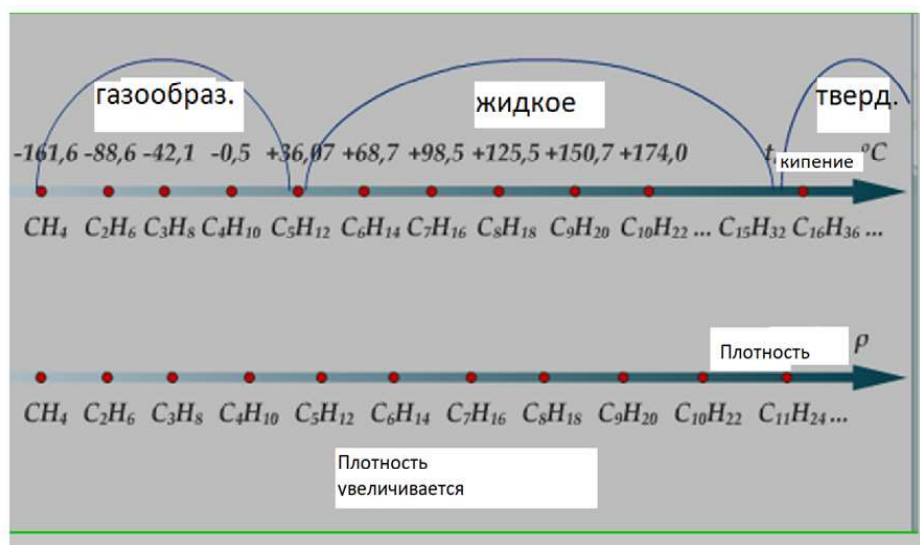 газообраз. жидкое тверд.
-161,6 -88,6 -42,1 -0,5 +36,07 +68,7 +98,5 +125,5 +150,7 +174,0 t кипение °C
CH₄ C₂H₆ C₃H₈ C₄H₁₀ C₅H₁₂ C₆H₁₄ C₇H₁₆ C₈H₁₈ C₉H₂₀ C₁₀H₂₂ ... C₁₅H₃₂ C₁₆H₃₆ ...
Плотность ρ
CH₄ C₂H₆ C₃H₈ C₄H₁₀ C₅H₁₂ C₆H₁₄ C₇H₁₆ C₈H₁₈ C₉H₂₀ C₁₀H₂₂ C₁₁H₂₄ ...
Плотность
увеличивается